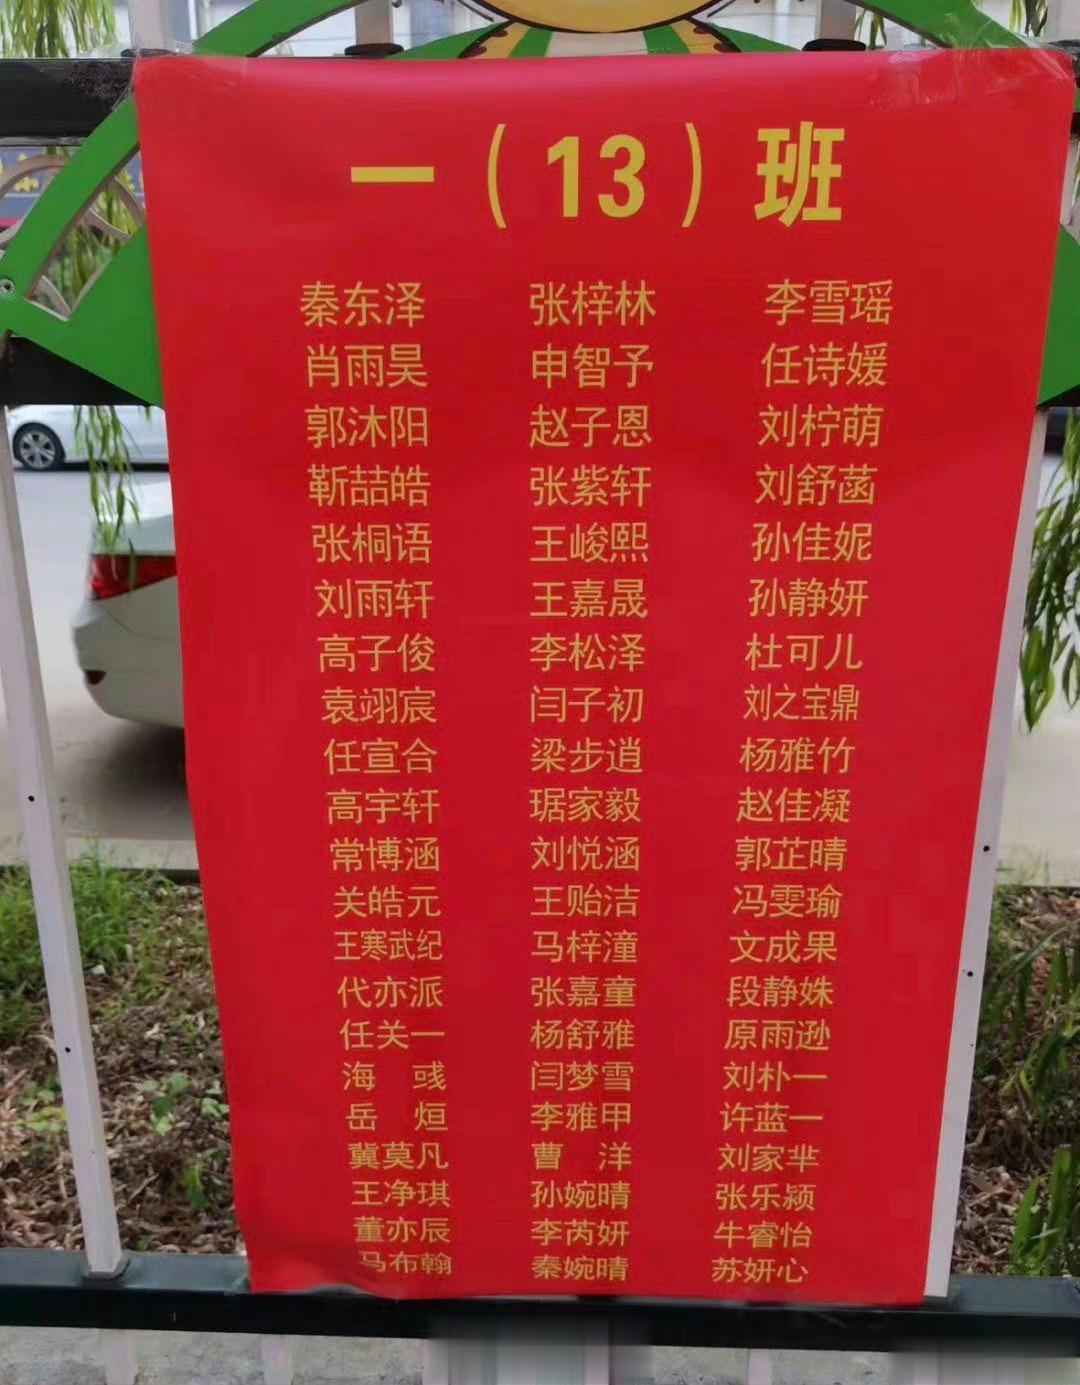 一（13）班
秦东泽 张梓林 李雪瑶
肖雨昊 申智予 任诗媛
郭沐阳 赵子恩 刘柠萌
靳喆皓 张紫轩 刘舒菡
张桐语 王峻熙 孙佳妮
刘雨轩 王嘉晟 孙静妍
高子俊 李松泽 杜可儿
袁翊宸 闫子初 刘之宝鼎
任宣合 梁步逍 杨雅竹
高宇轩 琚家毅 赵佳凝
常博涵 刘悦涵 郭芷晴
关皓元 王贻洁 冯雯瑜
王寒武纪 马梓潼 文成果
代亦派 张嘉童 段静姝
任关一 杨舒雅 原雨逊
海　彧 闫梦雪 刘朴一
岳　烜 李雅甲 许蓝一
冀莫凡 曹　洋 刘家芈
王净琪 孙婉晴 张乐颍
董亦辰 李芮妍 牛睿怡
马布翰 秦婉晴 苏妍心